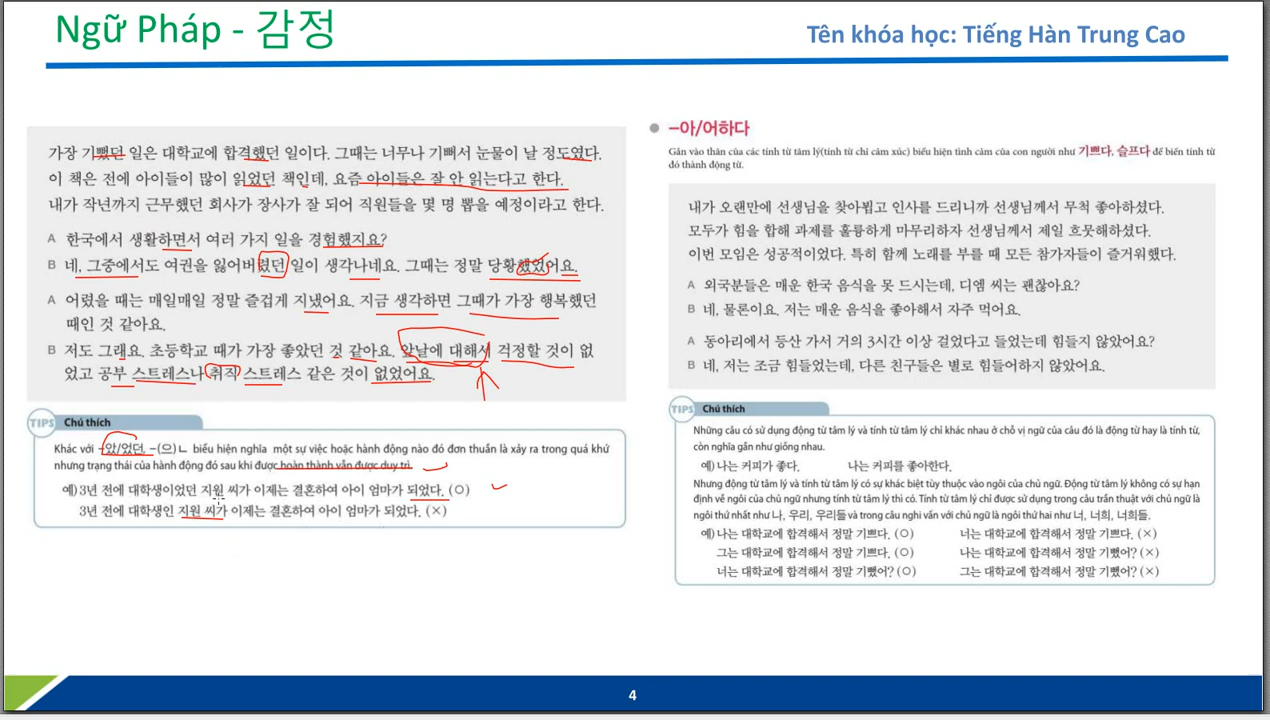 Ngữ Pháp - 감정
Tên khóa học: Tiếng Hàn Trung Cao
가장 기뻤던 일은 대학교에 합격했던 일이다. 그때는 너무나 기뻐서 눈물이 날 정도였다.
이 책은 전에 아이들이 많이 읽었던 책인데, 요즘 아이들은 잘 안 읽는다고 한다.
내가 작년까지 근무했던 회사가 장사가 잘 되어 직원들을 몇 명 뽑을 예정이라고 한다.
A 한국에서 생활하면서 여러 가지 일을 경험했지요?
B 네, 그중에서도 여권을 잃어버렸던 일이 생각나네요. 그때는 정말 당황했었어요.
A 어렸을 때는 매일매일 정말 즐겁게 지냈어요. 지금 생각하면 그때가 가장 행복했던
때인 것 같아요.
B 저도 그래요. 초등학교 때가 가장 좋았던 것 같아요. 앞날에 대해서 걱정할 것이 없
었고 공부 스트레스나 취직 스트레스 같은 것이 없었어요.
TIPS Chú thích
Khác với -았/었던, -(으)ㄴ biểu hiện nghĩa một sự việc hoặc hành động nào đó đơn thuần là xảy ra trong quá khứ
nhưng trạng thái của hành động đó sau khi được hoàn thành vẫn được duy trì.
예) 3년 전에 대학생이었던 지원 씨가 이제는 결혼하여 아이 엄마가 되었다. (○)
3년 전에 대학생인 지원 씨가 이제는 결혼하여 아이 엄마가 되었다. (×)
● –아/어하다
Gắn vào thân của các tính từ tâm lý(tính từ chỉ cảm xúc) biểu hiện tình cảm của con người như 기쁘다, 슬프다 để biến tính từ
đó thành động từ.
내가 오랜만에 선생님을 찾아뵙고 인사를 드리니까 선생님께서 무척 좋아하셨다.
모두가 힘을 합해 과제를 훌륭하게 마무리하자 선생님께서 제일 흐뭇해하셨다.
이번 모임은 성공적이었다. 특히 함께 노래를 부를 때 모든 참가자들이 즐거워했다.
A 외국분들은 매운 한국 음식을 못 드시는데, 디엠 씨는 괜찮아요?
B 네, 물론이요. 저는 매운 음식을 좋아해서 자주 먹어요.
A 동아리에서 등산 가서 거의 3시간 이상 걸었다고 들었는데 힘들지 않았어요?
B 네, 저는 조금 힘들었는데, 다른 친구들은 별로 힘들어하지 않았어요.
TIPS Chú thích
Những câu có sử dụng động từ tâm lý và tính từ tâm lý chỉ khác nhau ở chỗ vị ngữ của câu đó là động từ hay là tính từ,
còn nghĩa gần như giống nhau.
예) 나는 커피가 좋다. 나는 커피를 좋아한다.
Nhưng động từ tâm lý và tính từ tâm lý có sự khác biệt tùy thuộc vào ngôi của chủ ngữ. Động từ tâm lý không có sự hạn
định về ngôi của chủ ngữ nhưng tính từ tâm lý thì có. Tính từ tâm lý chỉ được sử dụng trong câu trần thuật với chủ ngữ là
ngôi thứ nhất như 나, 우리, 우리들 và trong câu nghi vấn với chủ ngữ là ngôi thứ hai như 너, 너희, 너희들.
예) 나는 대학교에 합격해서 정말 기쁘다. (○) 너는 대학교에 합격해서 정말 기쁘다. (×)
그는 대학교에 합격해서 정말 기쁘다. (○) 나는 대학교에 합격해서 정말 기뻤어? (×)
너는 대학교에 합격해서 정말 기뻤어? (○) 그는 대학교에 합격해서 정말 기뻤어? (×)
4